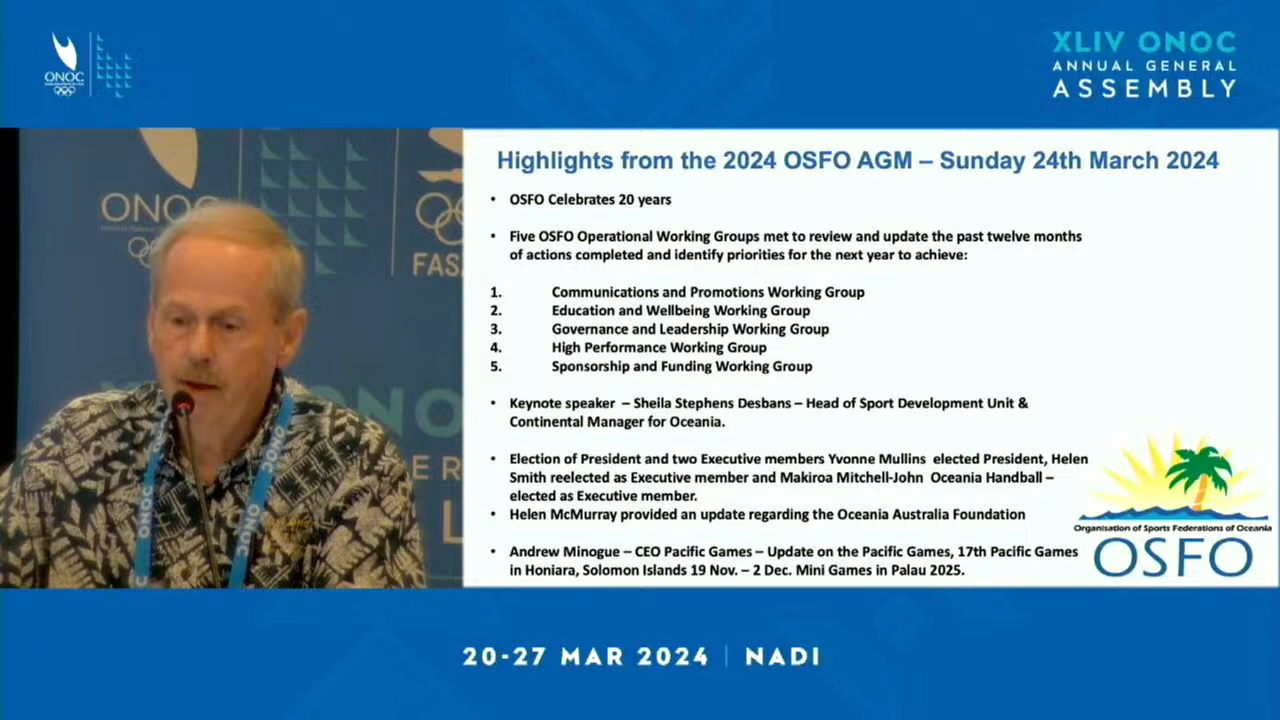 ONOC
XLIV ONOC
ANNUAL GENERAL
ASSEMBLY
ONOC
FASA
ONOC
ONOC
Highlights from the 2024 OSFO AGM – Sunday 24th March 2024
• OSFO Celebrates 20 years
• Five OSFO Operational Working Groups met to review and update the past twelve months
of actions completed and identify priorities for the next year to achieve:
1. Communications and Promotions Working Group
2. Education and Wellbeing Working Group
3. Governance and Leadership Working Group
4. High Performance Working Group
5. Sponsorship and Funding Working Group
• Keynote speaker – Sheila Stephens Desbans – Head of Sport Development Unit &
Continental Manager for Oceania.
• Election of President and two Executive members Yvonne Mullins elected President, Helen
Smith reelected as Executive member and Makiroa Mitchell-John Oceania Handball –
elected as Executive member.
• Helen McMurray provided an update regarding the Oceania Australia Foundation
• Andrew Minogue – CEO Pacific Games – Update on the Pacific Games, 17th Pacific Games
in Honiara, Solomon Islands 19 Nov. – 2 Dec. Mini Games in Palau 2025.
Organisation of Sports Federations of Oceania
OSFO
20-27 MAR 2024 | NADI